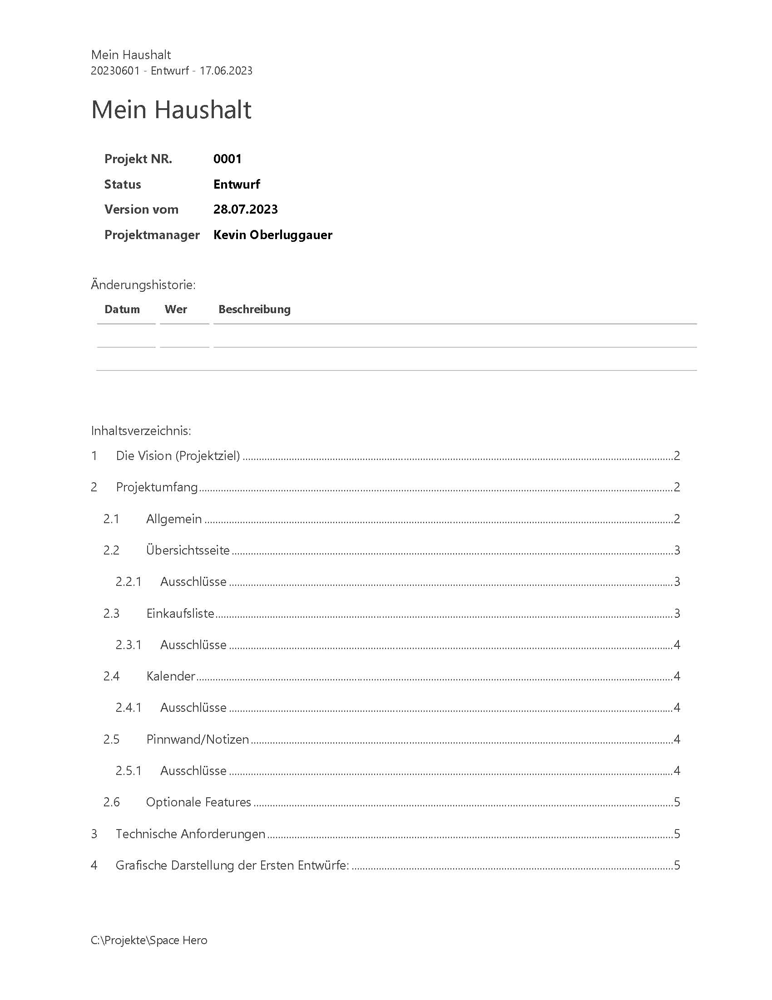 Mein Haushalt
20230601 - Entwurf - 17.06.2023
Mein Haushalt
Projekt NR. 0001
Status Entwurf
Version vom 28.07.2023
Projektmanager Kevin Oberluggauer
Änderungshistorie:
Datum Wer Beschreibung
Inhaltsverzeichnis:
1 Die Vision (Projektziel) 2
2 Projektumfang 2
2.1 Allgemein 2
2.2 Übersichtsseite 3
2.2.1 Ausschlüsse 3
2.3 Einkaufsliste 3
2.3.1 Ausschlüsse 4
2.4 Kalender 4
2.4.1 Ausschlüsse 4
2.5 Pinnwand/Notizen 4
2.5.1 Ausschlüsse 4
2.6 Optionale Features 5
3 Technische Anforderungen 5
4 Grafische Darstellung der Ersten Entwürfe: 5
C:\Projekte\Space Hero